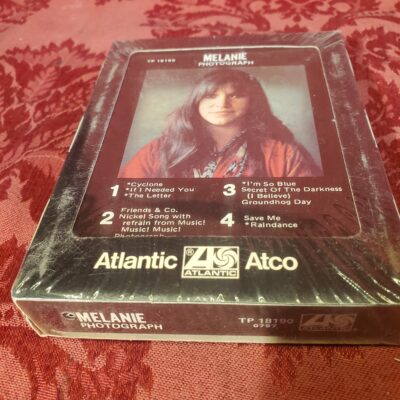 TP 18190
MELANIE
PHOTOGRAPH
1
*Cyclone
*If I Needed You
*The Letter
2
Friends & Co.
Nickel Song with
refrain from Music!
Music! Music!
Photograph
3
*I'm So Blue
Secret Of The Darkness
(I Believe)
Groundhog Day
4
Save Me
*Raindance
Atlantic
ATLANTIC
Atco
MELANIE
PHOTOGRAPH
TP 18190
0797